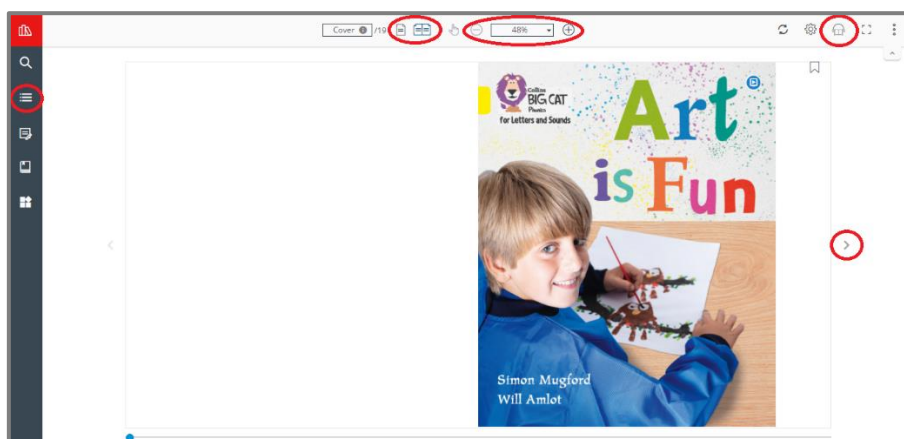 Cover /19
48%
Collins
BIG CAT
Phonics
for Letters and Sounds
Art
is Fun
Simon Mugford
Will Amlot